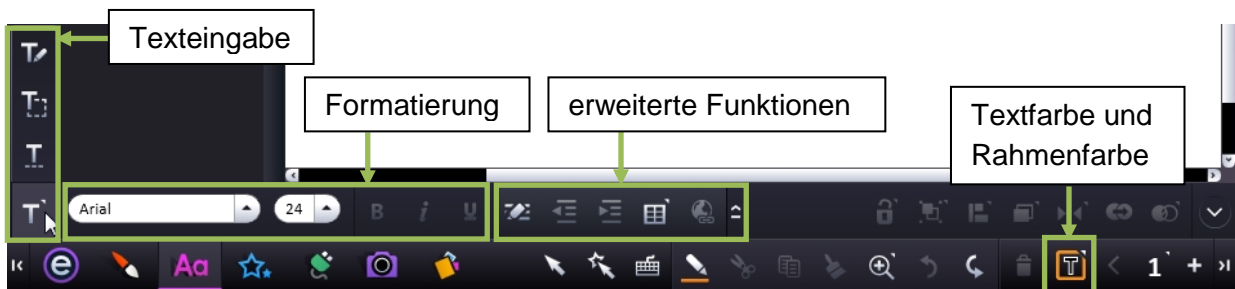 Texteingabe
Formatierung
erweiterte Funktionen
Textfarbe und
Rahmenfarbe
T
T
T
T
Arial
24
B i U
e
Aa
T
1 +